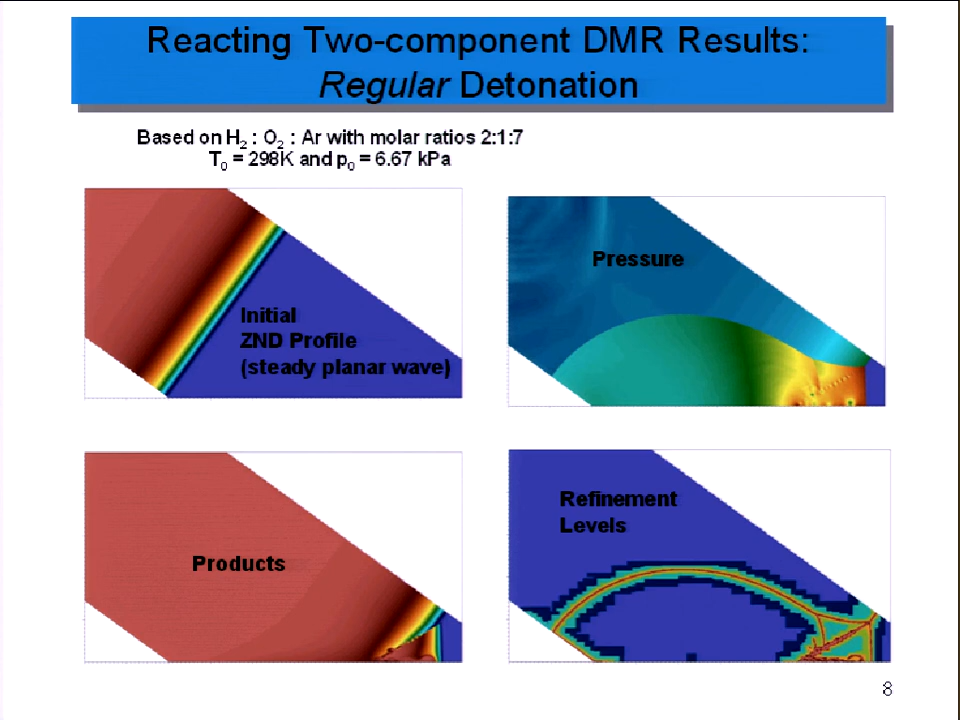 Reacting Two-component DMR Results:
Regular Detonation
Based on H2 : O2 : Ar with molar ratios 2:1:7
T0 = 298K and p0 = 6.67 kPa
Initial
ZND Profile
(steady planar wave)
Pressure
Products
Refinement
Levels
8